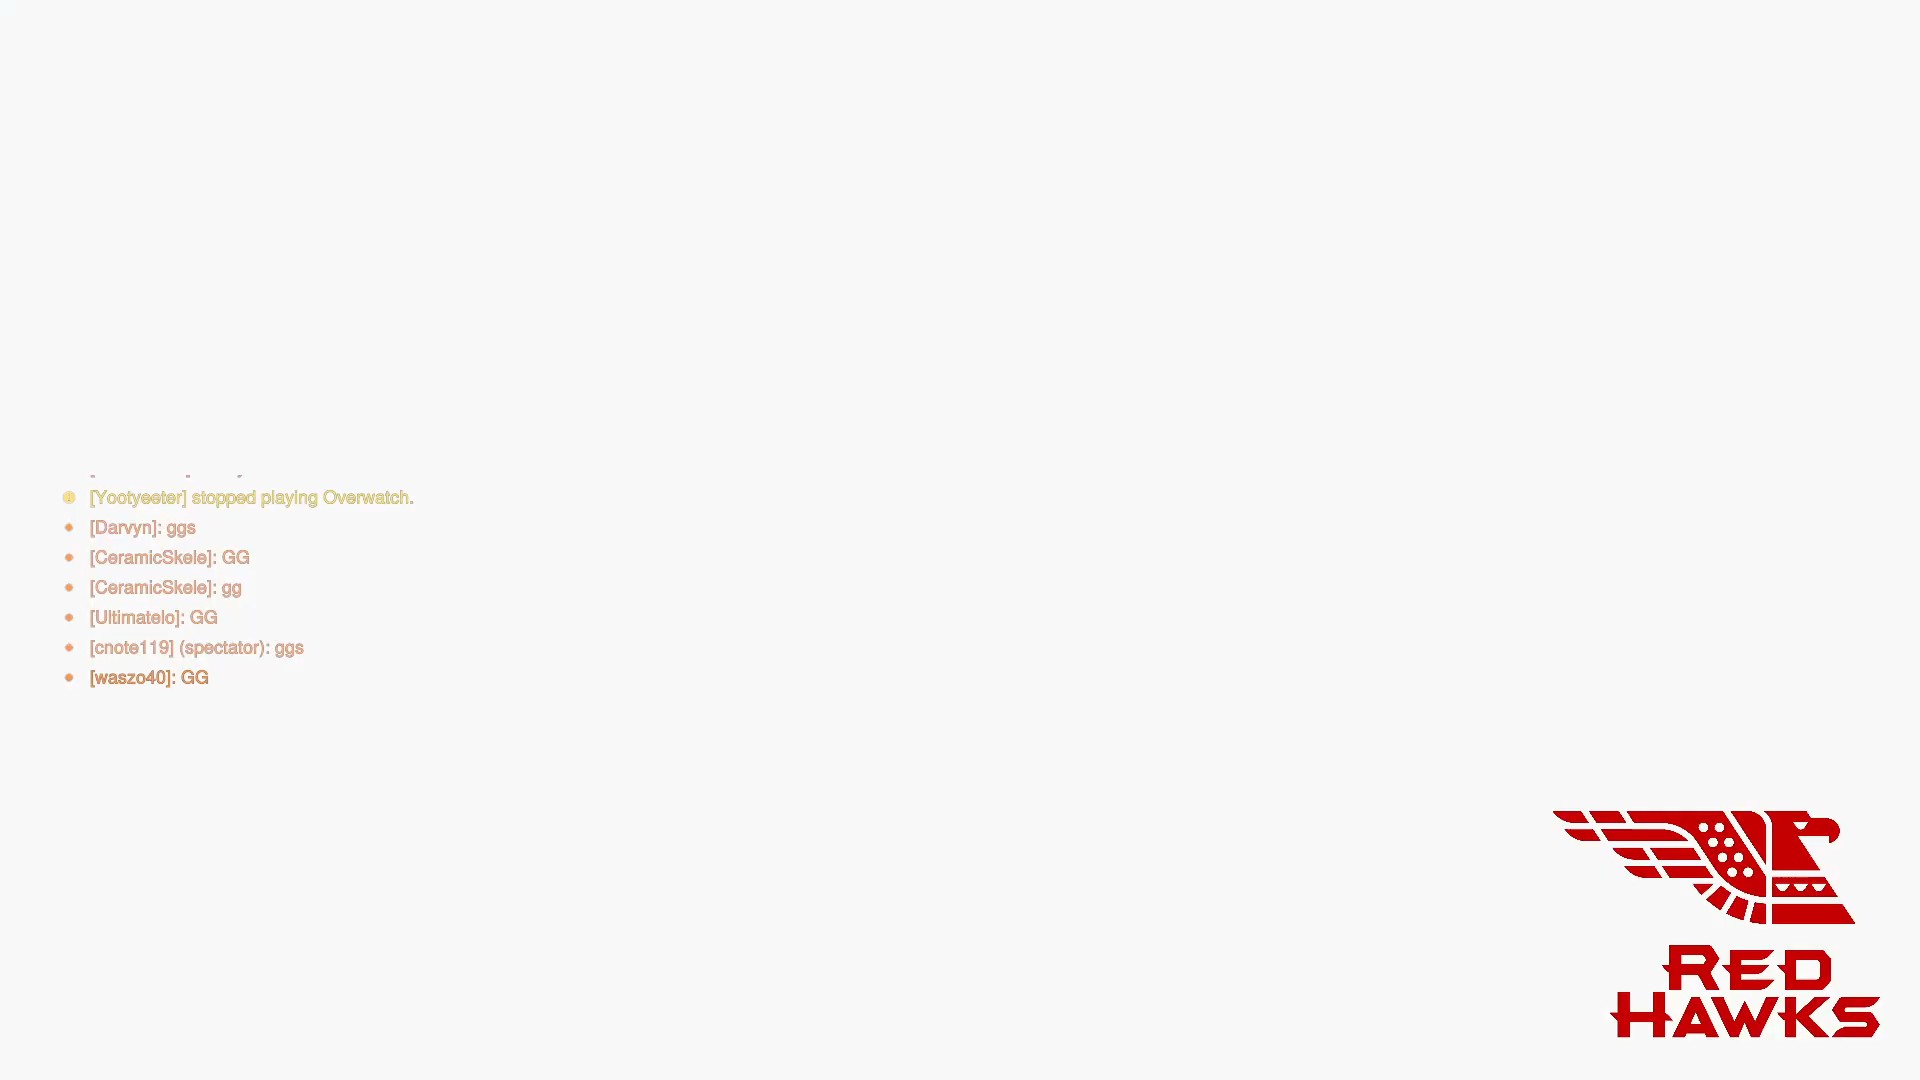 [Yootyeeter] stopped playing Overwatch.
[Darvyn]: ggs
[CeramicSkele]: GG
[CeramicSkele]: gg
[Ultimatelo]: GG
[cnote119] (spectator): ggs
[waszo40]: GG
RED
HAWKS